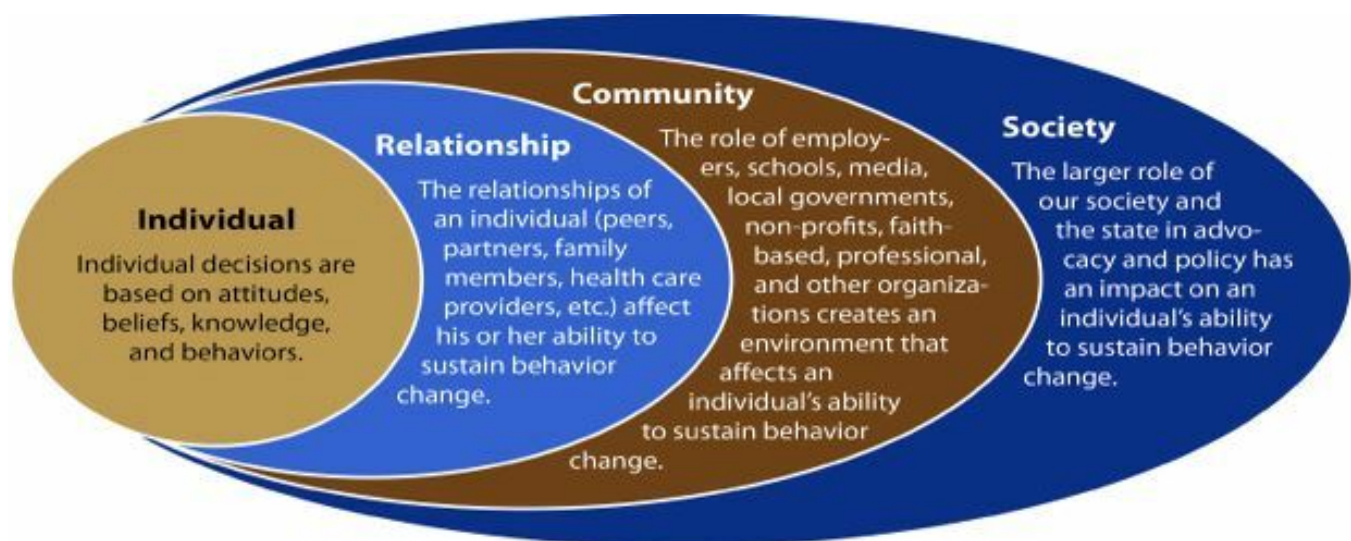 Individual
Individual decisions are
based on attitudes,
beliefs, knowledge,
and behaviors.
Relationship
The relationships of
an individual (peers,
partners, family
members, health care
providers, etc.) affect
his or her ability to
sustain behavior
change.
Community
The role of employ-
ers, schools, media,
local governments,
non-profits, faith-
based, professional,
and other organiza-
tions creates an
environment that
affects an
individual's ability
to sustain behavior
change.
Society
The larger role of
our society and
the state in advo-
cacy and policy has
an impact on an
individual's ability
to sustain behavior
change.